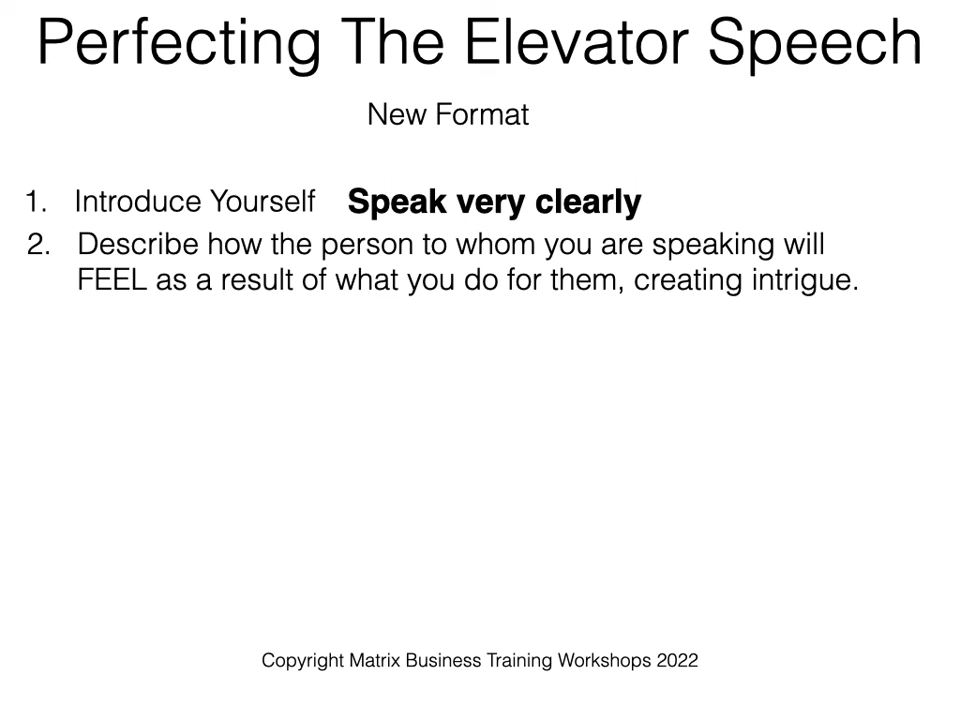 Perfecting The Elevator Speech
New Format
1. Introduce Yourself Speak very clearly
2. Describe how the person to whom you are speaking will
FEEL as a result of what you do for them, creating intrigue.
Copyright Matrix Business Training Workshops 2022